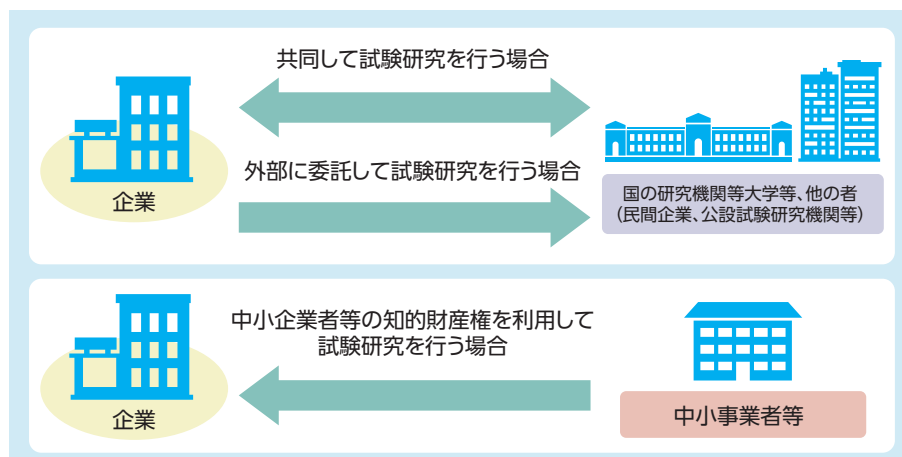 共同して試験研究を行う場合
外部に委託して試験研究を行う場合
企業
国の研究機関等大学等、他の者
（民間企業、公設試験研究機関等）
中小企業者等の知的財産権を利用して
試験研究を行う場合
企業
中小事業者等